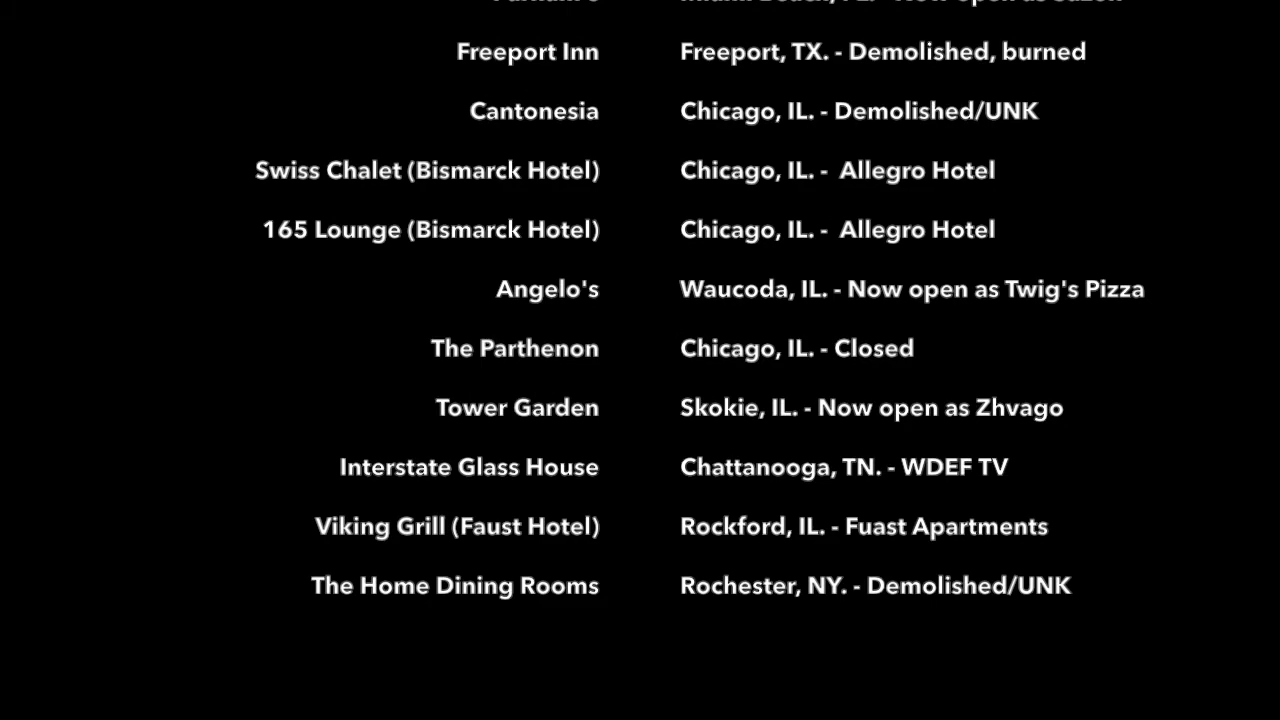 Freeport Inn Freeport, TX. - Demolished, burned
Cantonesia Chicago, IL. - Demolished/UNK
Swiss Chalet (Bismarck Hotel) Chicago, IL. - Allegro Hotel
165 Lounge (Bismarck Hotel) Chicago, IL. - Allegro Hotel
Angelo's Waucoda, IL. - Now open as Twig's Pizza
The Parthenon Chicago, IL. - Closed
Tower Garden Skokie, IL. - Now open as Zhvago
Interstate Glass House Chattanooga, TN. - WDEF TV
Viking Grill (Faust Hotel) Rockford, IL. - Fuast Apartments
The Home Dining Rooms Rochester, NY. - Demolished/UNK